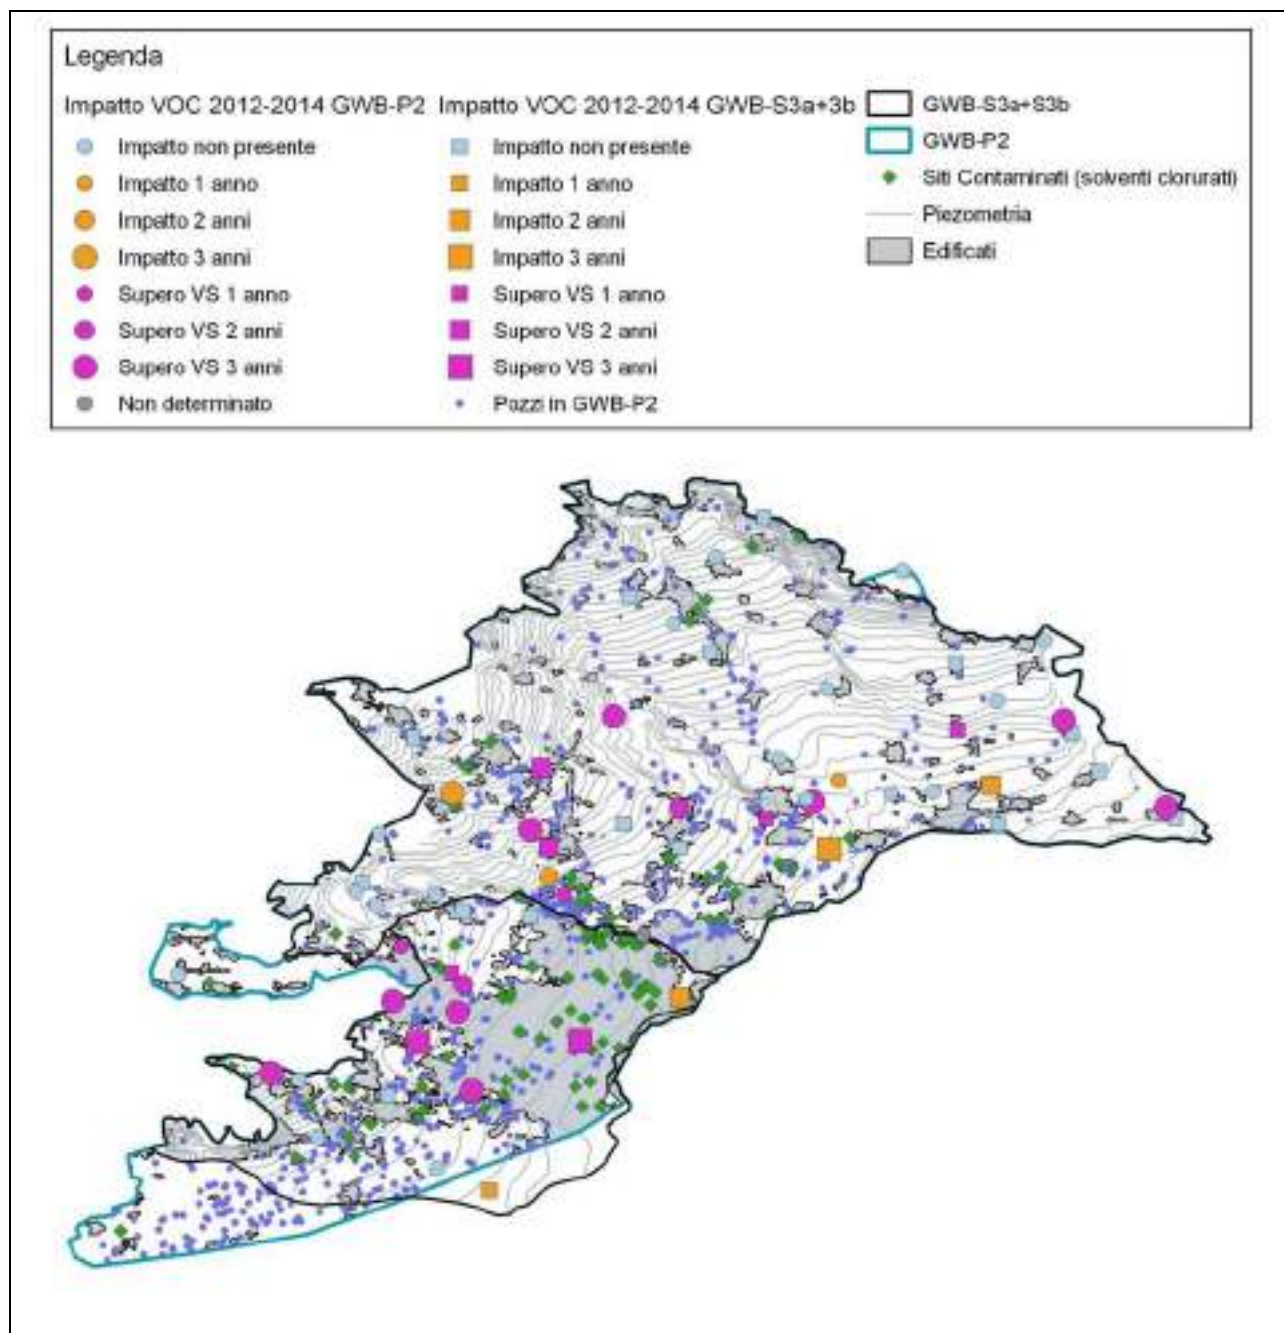 Legenda
Impatto VOC 2012-2014 GWB-P2
Impatto non presente
Impatto 1 anno
Impatto 2 anni
Impatto 3 anni
Supero VS 1 anno
Supero VS 2 anni
Supero VS 3 anni
Non determinato
Impatto VOC 2012-2014 GWB-S3a+3b
Impatto non presente
Impatto 1 anno
Impatto 2 anni
Impatto 3 anni
Supero VS 1 anno
Supero VS 2 anni
Supero VS 3 anni
Pozzi in GWB-P2
GWB-S3a+S3b
GWB-P2
Siti Contaminati (solventi clorurati)
Piezometria
Edificati